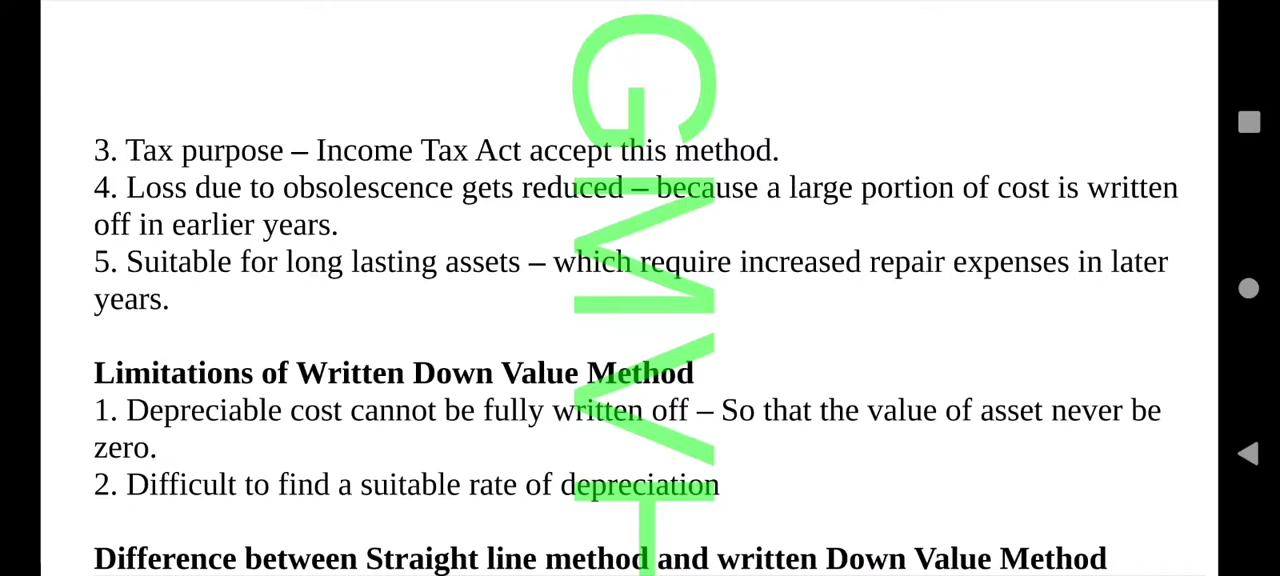 3. Tax purpose – Income Tax Act accept this method.
4. Loss due to obsolescence gets reduced – because a large portion of cost is written
off in earlier years.
5. Suitable for long lasting assets – which require increased repair expenses in later
years.
Limitations of Written Down Value Method
1. Depreciable cost cannot be fully written off – So that the value of asset never be
zero.
2. Difficult to find a suitable rate of depreciation
Difference between Straight line method and written Down Value Method
GMVT